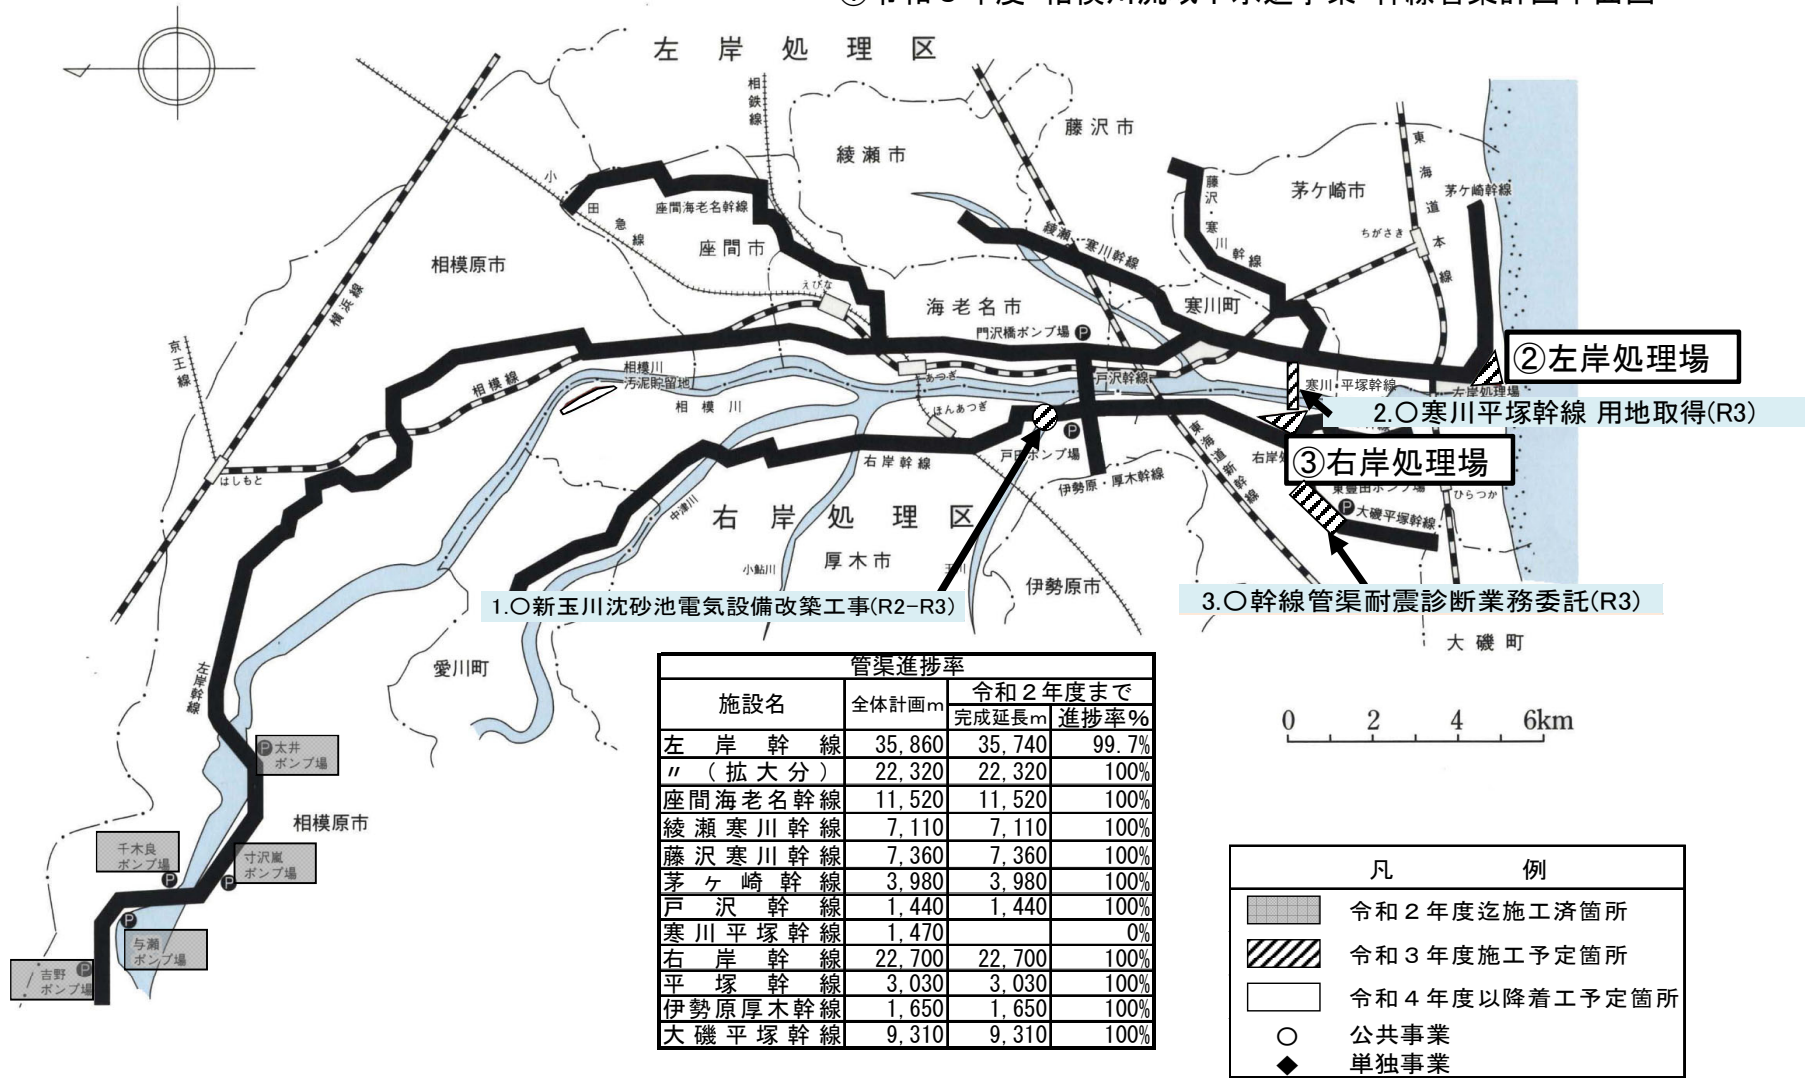 左岸処理区
相鉄線
藤沢市
綾瀬市
東海道本線
茅ケ崎市
茅ケ崎幹線
藤沢・寒川幹線
小田急線
座間海老名幹線
座間市
ちがさき
綾瀬・寒川幹線
相模原市
横浜線
えびな
海老名市
寒川町
門沢橋ポンプ場 P
京王線
②左岸処理場
相模川
汚泥貯留地
相模線
あつぎ
戸沢幹線
寒川・平塚幹線
左岸処理場
相模川
ほんあつぎ
2.○寒川平塚幹線 用地取得(R3)
P
戸田ポンプ場
右岸幹線
東海道新幹線
③右岸処理場
はしもと
伊勢原・厚木幹線
東豊田ポンプ場
ひらつか
中津川
右岸処理区
P 大磯平塚幹線
小鮎川
厚木市
伊勢原市
1.○新玉川沈砂池電気設備改築工事(R2-R3)
3.○幹線管渠耐震診断業務委託(R3)
大磯町
愛川町
左岸幹線
管渠進捗率
施設名 全体計画m 令和2年度まで
完成延長m 進捗率%
左岸幹線 35,860 35,740 99.7%
〃(拡大分) 22,320 22,320 100%
座間海老名幹線 11,520 11,520 100%
綾瀬寒川幹線 7,110 7,110 100%
藤沢寒川幹線 7,360 7,360 100%
茅ヶ崎幹線 3,980 3,980 100%
戸沢幹線 1,440 1,440 100%
寒川平塚幹線 1,470 0%
右岸幹線 22,700 22,700 100%
平塚幹線 3,030 3,030 100%
伊勢原厚木幹線 1,650 1,650 100%
大磯平塚幹線 9,310 9,310 100%
0 2 4 6km
P 太井
ポンプ場
相模原市
千木良
ポンプ場
P
寸沢嵐
ポンプ場
P
P
与瀬
ポンプ場
吉野 P
ポンプ場
凡例
令和2年度迄施工済箇所
令和3年度施工予定箇所
令和4年度以降着工予定箇所
○ 公共事業
◆ 単独事業